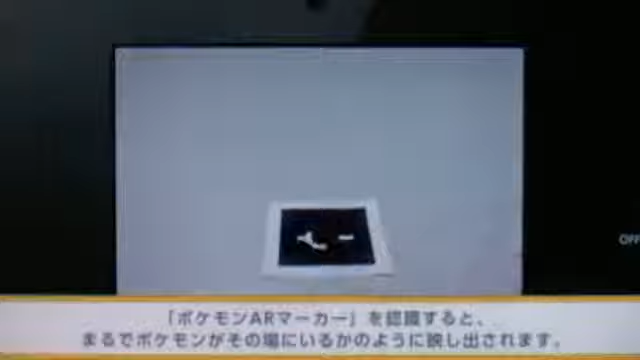 OFF
「ポケモンARマーカー」を認識すると、
まるでポケモンがその場にいるかのように映し出されます。